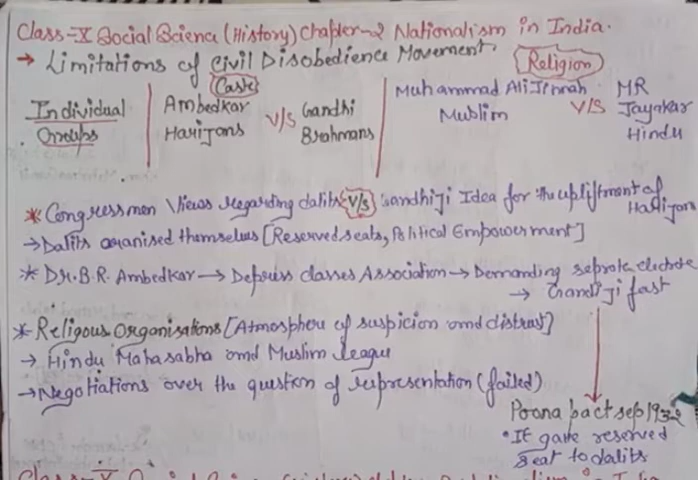 Class-X Social Science (History) Chapter-2 Nationalism in India.
→ Limitations of Civil Disobedience Movement.
Caste
Religion
Individual
Groups
Ambedkar
Harijans
V/S
Gandhi
Brahmans
Muhammad Ali Jinnah
Muslim
V/S
MR
Jayakar
Hindu
* Congressmen Views regarding dalits V/s Gandhiji Idea for the upliftment of
Harijans
→ Dalits organised themselves [Reserved seats, Political Empowerment]
* Dr. B.R. Ambedkar → Depress classes Association → Demanding seprate electorate
→ Gandiji fast
* Religous Organisations [Atmosphere of suspicion and distrust]
→ Hindu Mahasabha and Muslim league
→ Negotiations over the question of representation (failed)
Poona pact sep 1932
• It gave reserved
seat to dalits